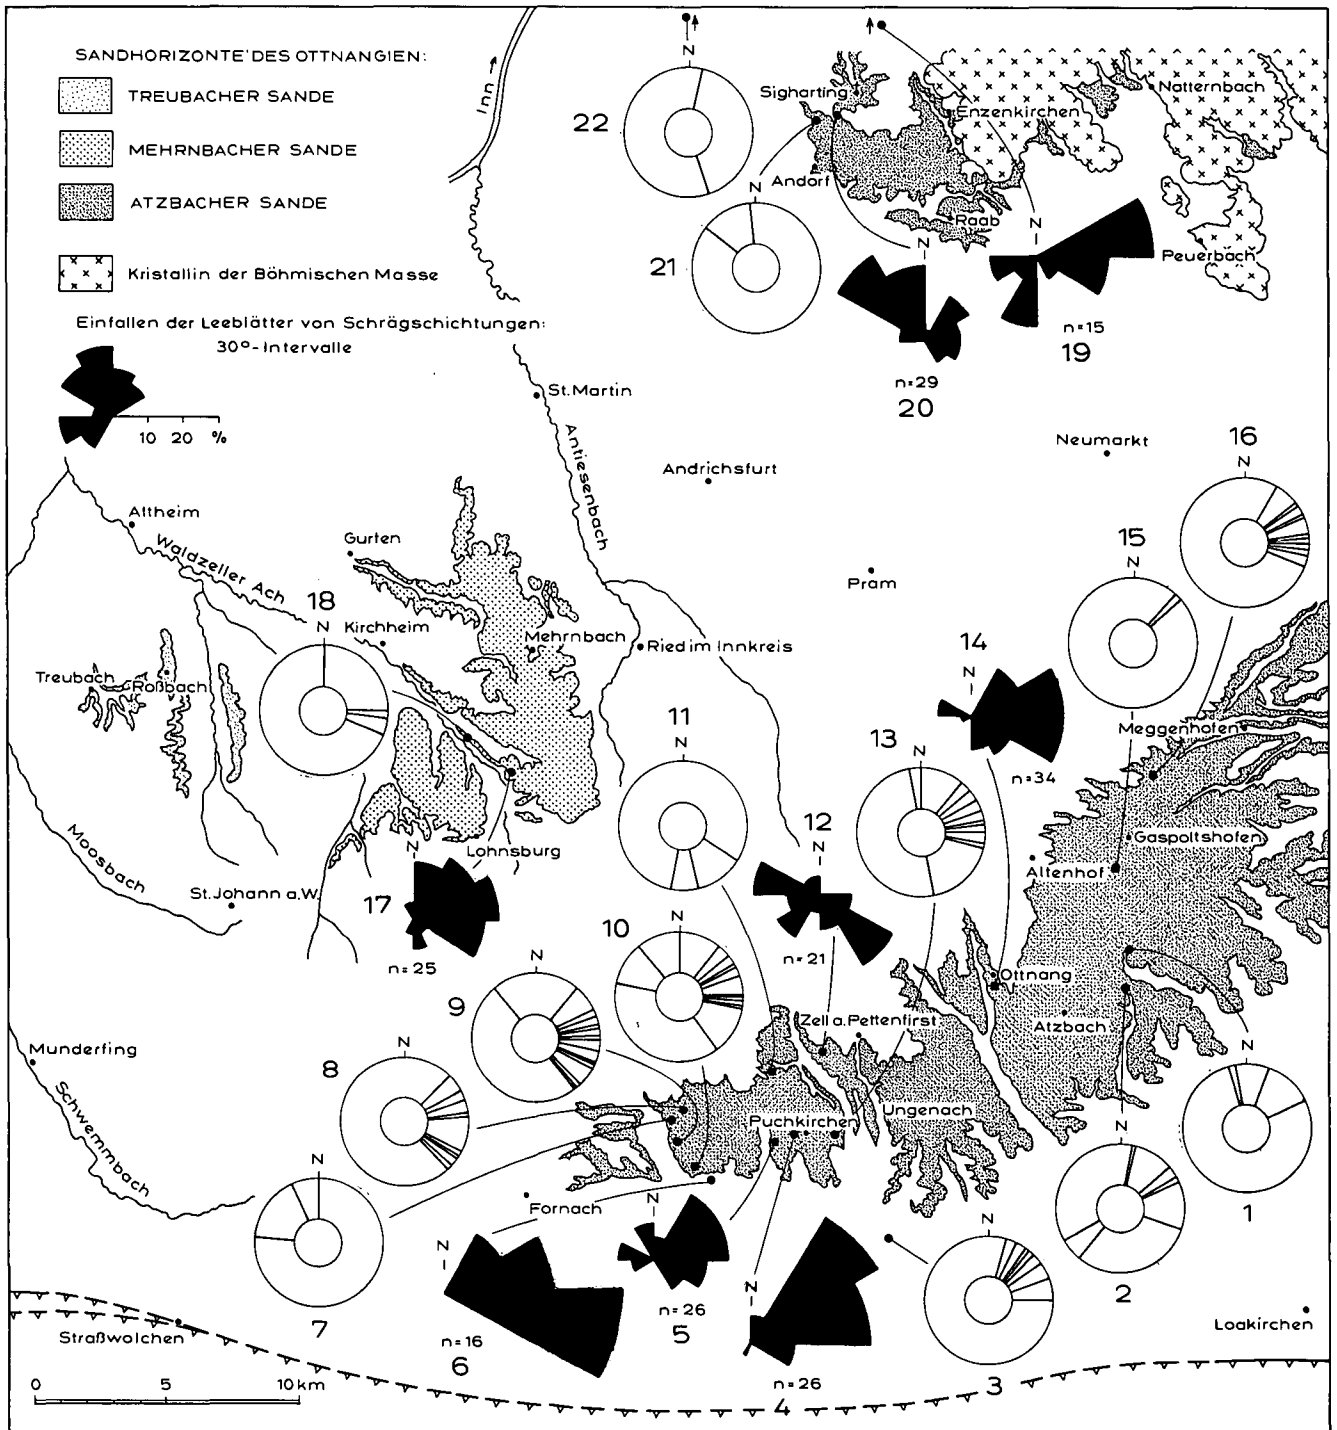 SANDHORIZONTE DES OTTNANGIEN:
TREUBACHER SANDE
MEHRNBACHER SANDE
ATZBACHER SANDE
Kristallin der Böhmischen Masse
Einfallen der Leeblätter von Schrägschichtungen:
30°-Intervalle
10 20 %
Inn
N
22
Sigharting
Enzenkirchen
Natternbach
Andorf
N
21
Raab
N
N
Peuerbach
n=15
19
n=29
20
St.Martin
Antiesenbach
Andrichsfurt
Neumarkt
16
N
Altheim
Waldzeller Ach
Gurten
Pram
15
N
18
N
Kirchheim
Mehrnbach
Ried im Innkreis
14
N
Treubach
Roßbach
11
N
13
N
Meggenhofen
n=34
Moosbach
Lohnsburg
12
N
Gaspoltshofen
Altenhof
St.Johann a.W.
17
N
n=25
10
N
n=21
9
N
Ottnang
Atzbach
Zell a.Pettenfirst
Munderfing
8
N
Schwemmbach
Puchkirchen
Ungenach
N
1
7
N
Fornach
N
2
N
6
n=16
N
5
n=26
N
4
n=26
N
3
Straßwolchen
Loakirchen
0 5 10 km